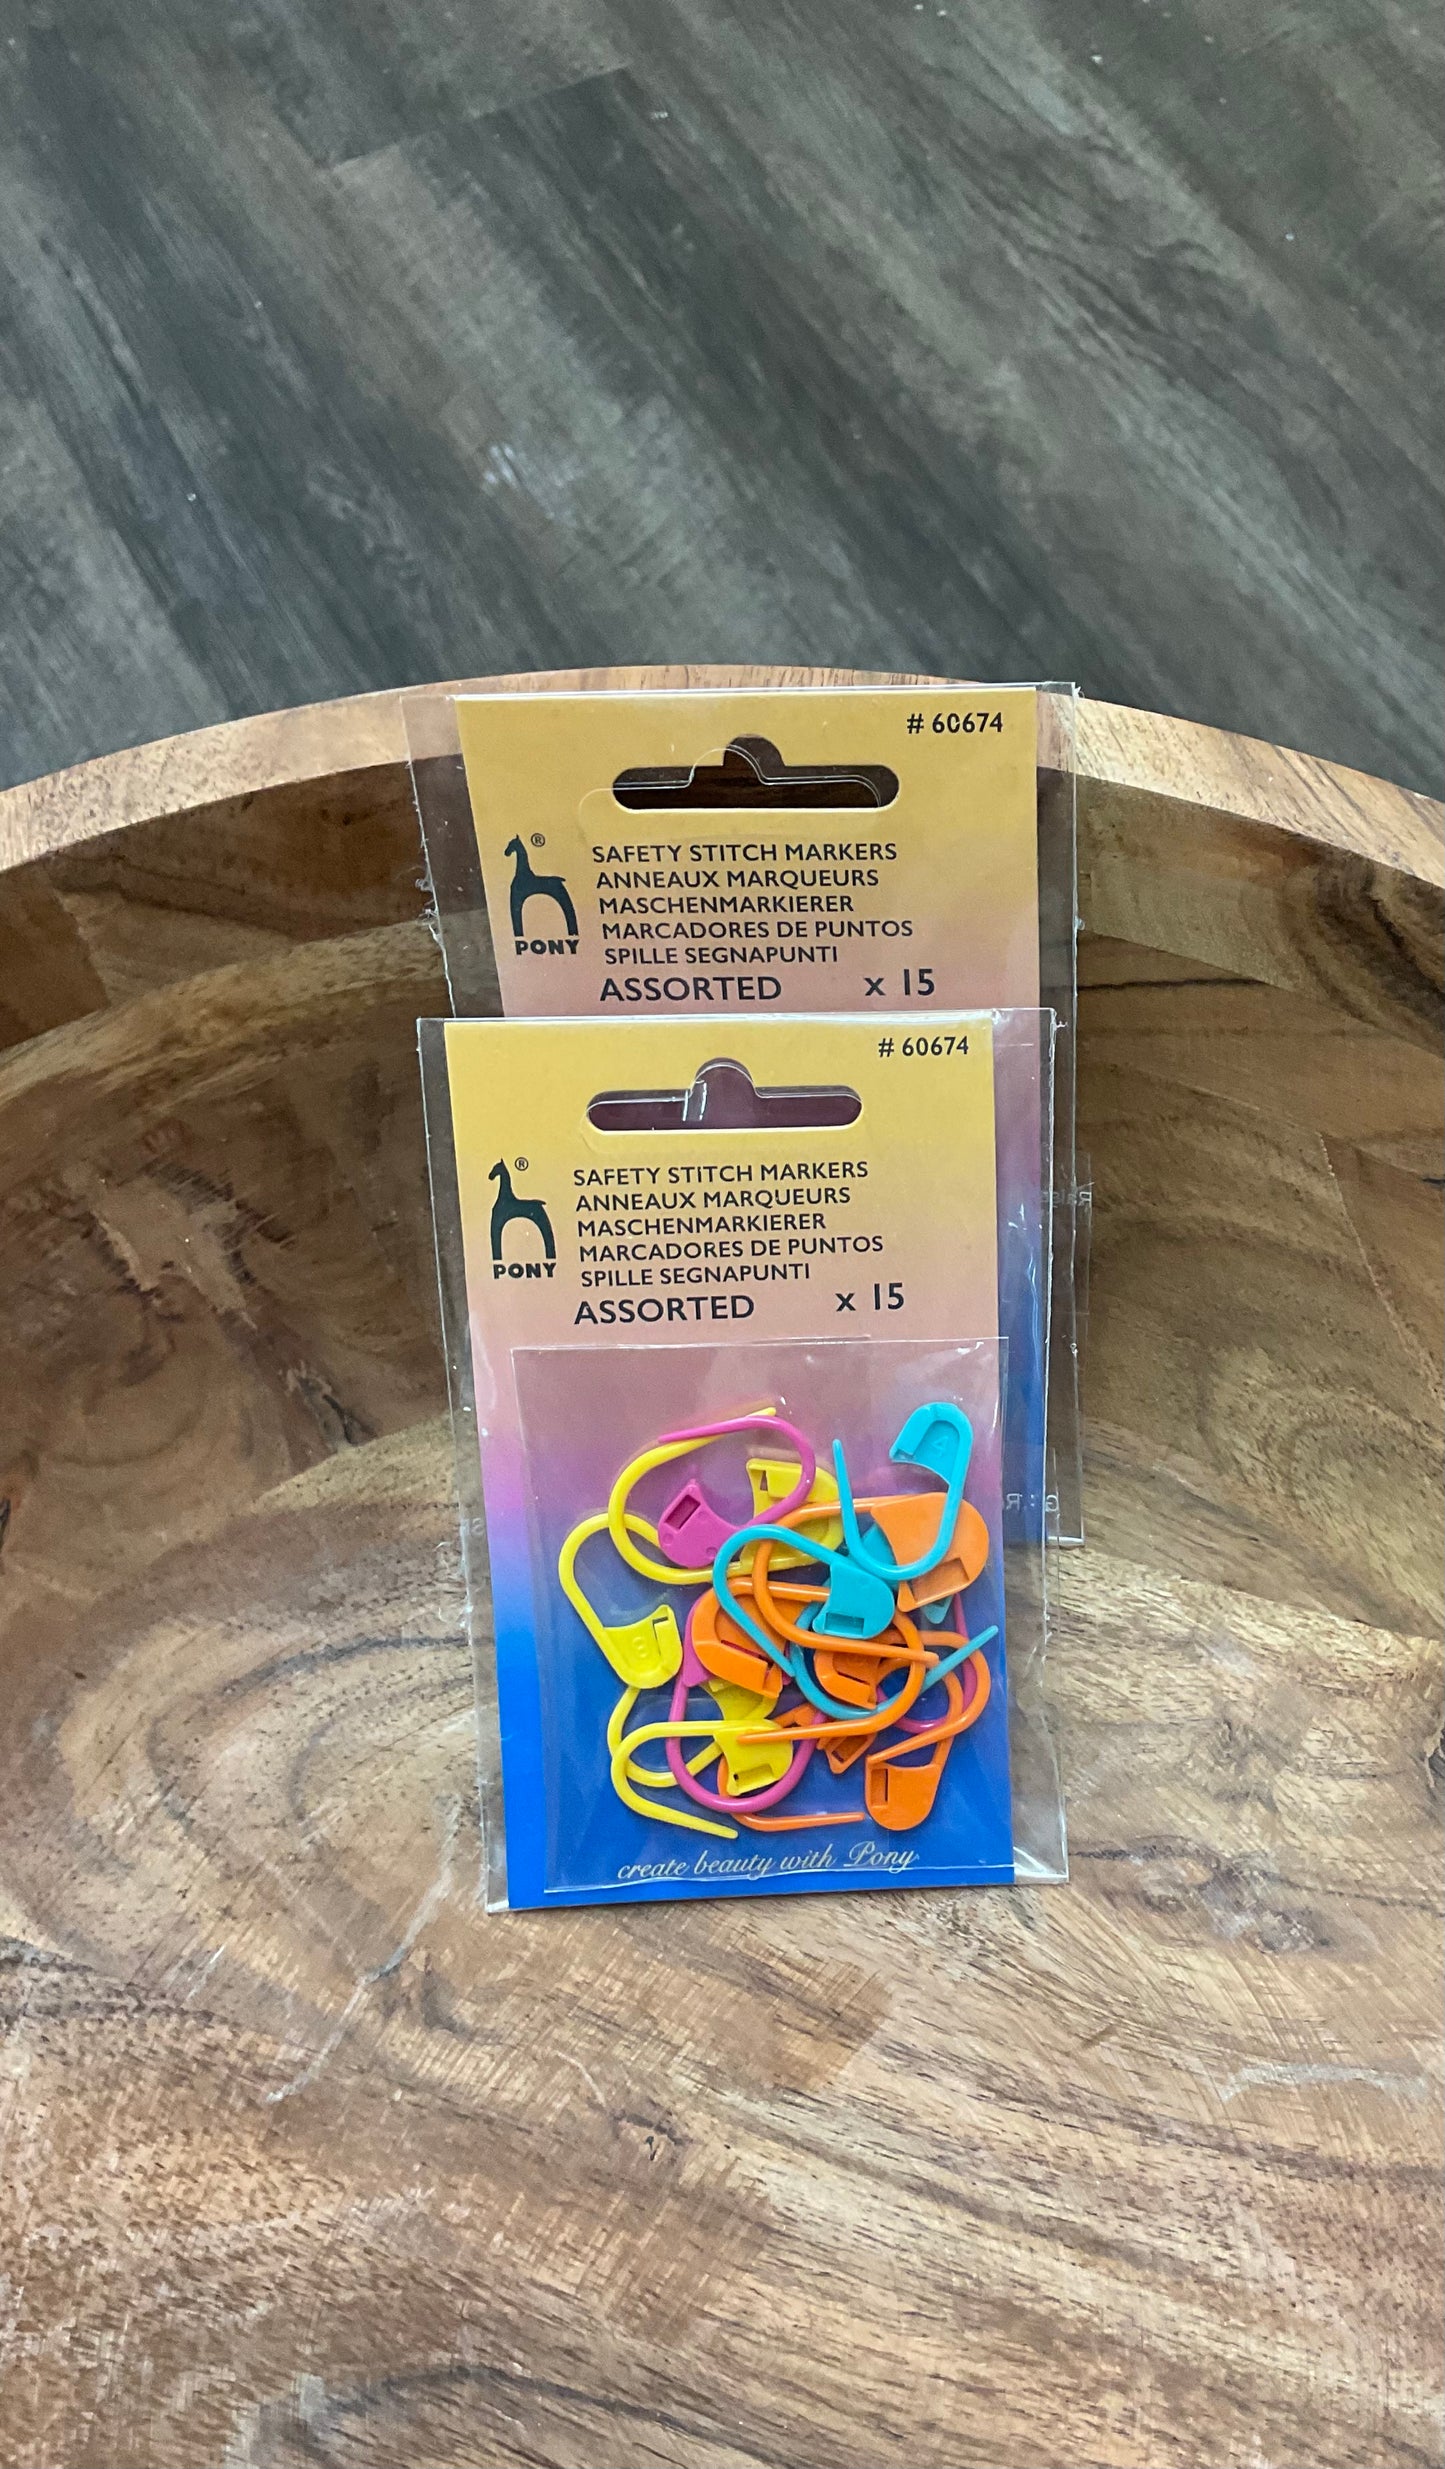 # 60674
®
PONY
SAFETY STITCH MARKERS
ANNEAUX MARQUEURS
MASCHENMARKIERER
MARCADORES DE PUNTOS
SPILLE SEGNAPUNTI
ASSORTED x 15
# 60674
®
PONY
SAFETY STITCH MARKERS
ANNEAUX MARQUEURS
MASCHENMARKIERER
MARCADORES DE PUNTOS
SPILLE SEGNAPUNTI
ASSORTED x 15
create beauty with Pony